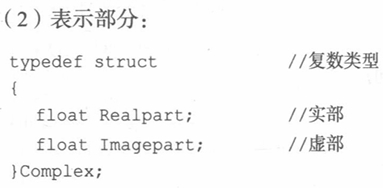 （2）表示部分：
typedef struct //复数类型
{
float Realpart; //实部
float Imagepart; //虚部
}Complex;